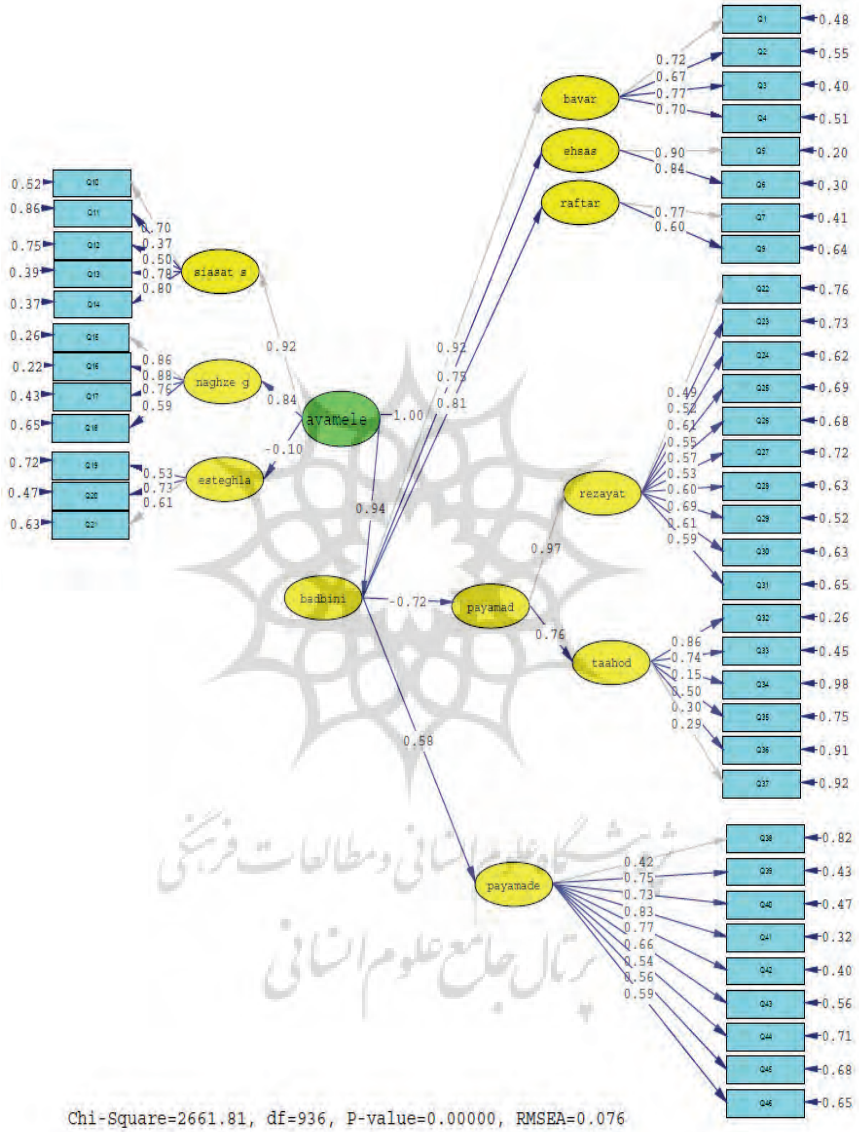 Q1
0.48
0.72
Q2
0.55
0.67
bavar
0.77
Q3
0.40
0.70
Q4
0.51
ehsas
0.90
Q5
0.20
0.84
Q6
0.30
raftar
0.77
Q7
0.41
0.60
Q9
0.64
0.52
Q10
0.86
Q11
0.70
0.37
0.75
Q12
0.50
0.39
Q13
0.78
siasat s
0.37
Q14
0.80
0.26
Q15
0.86
0.22
Q16
0.88
naghze g
0.43
Q17
0.76
0.65
Q18
0.59
0.72
Q19
0.53
0.47
Q20
0.73
esteghla
0.63
Q21
0.61
0.92
0.84
avamele
1.00
-0.10
0.94
0.92
0.75
0.81
Q22
0.76
Q23
0.73
Q24
0.62
Q25
0.69
0.49
0.52
Q26
0.68
0.61
0.55
Q27
0.72
0.57
0.53
rezayat
0.60
0.63
0.69
Q29
0.52
0.61
Q30
0.63
0.59
Q31
0.65
0.97
badbini
-0.72
payamad
0.76
taahod
Q32
0.26
0.86
Q33
0.45
0.74
0.15
Q34
0.98
0.50
Q35
0.75
0.30
Q36
0.91
0.29
Q37
0.92
0.58
payamade
Q38
0.82
0.42
Q39
0.43
0.75
0.73
Q40
0.47
0.83
Q41
0.32
0.77
Q42
0.40
0.66
Q43
0.56
0.54
Q44
0.71
0.56
Q45
0.68
0.59
Q46
0.65
پژوهشگاه علوم انسانی و مطالعات فرهنگی
پرتال جامع علوم انسانی
Chi-Square=2661.81, df=936, P-value=0.00000, RMSEA=0.076